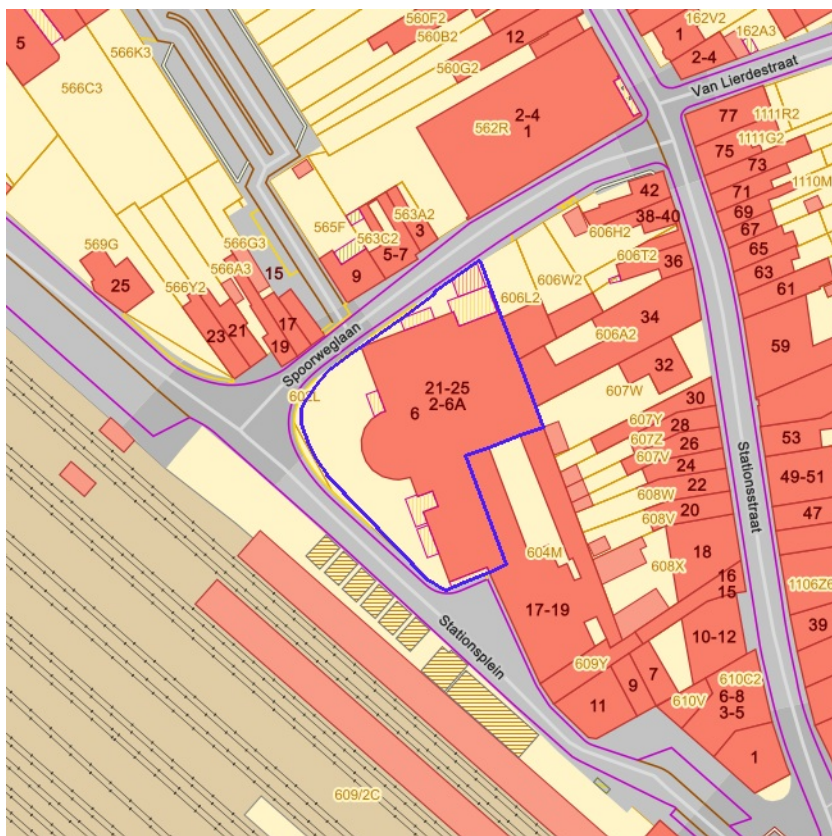 5
566K3
566C3
560F2
560B2
560G2
12
162V2
1
2-4
162A3
Van Lierdestraat
2-4
1
562R
77
1111R2
75
1111G2
73
71
1110M
69
67
65
63
61
59
42
38-40
606H2
606T2
36
606W2
606L2
34
606A2
32
607W
563A2
3
565F
563C2
5-7
9
566G3
15
566A3
569G
25
566Y2
23
21
17
19
Spoorweglaan
602L
21-25
6
2-6A
30
607Y
28
607Z
26
607V
24
608W
22
20
608V
Stationsstraat
53
49-51
47
604M
18
608X
16
15
1106Z6
39
17-19
10-12
Stationsplein
609Y
7
9
11
610C2
610V
6-8
3-5
1
609/2C